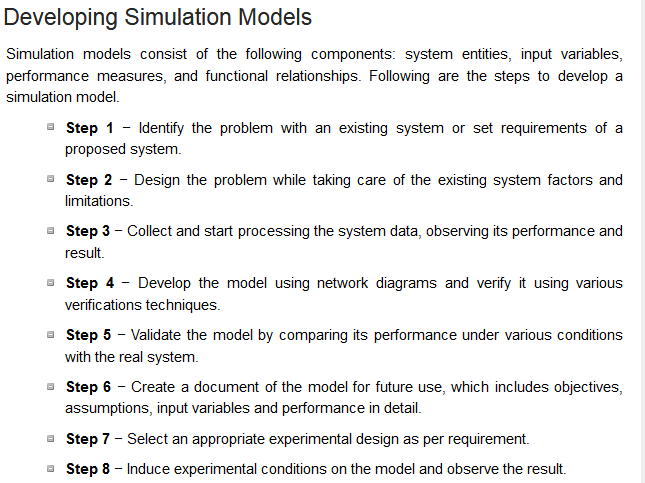 Developing Simulation Models
Simulation models consist of the following components: system entities, input variables,
performance measures, and functional relationships. Following are the steps to develop a
simulation model.
Step 1 − Identify the problem with an existing system or set requirements of a
proposed system.
Step 2 − Design the problem while taking care of the existing system factors and
limitations.
Step 3 − Collect and start processing the system data, observing its performance and
result.
Step 4 − Develop the model using network diagrams and verify it using various
verifications techniques.
Step 5 − Validate the model by comparing its performance under various conditions
with the real system.
Step 6 − Create a document of the model for future use, which includes objectives,
assumptions, input variables and performance in detail.
Step 7 − Select an appropriate experimental design as per requirement.
Step 8 − Induce experimental conditions on the model and observe the result.